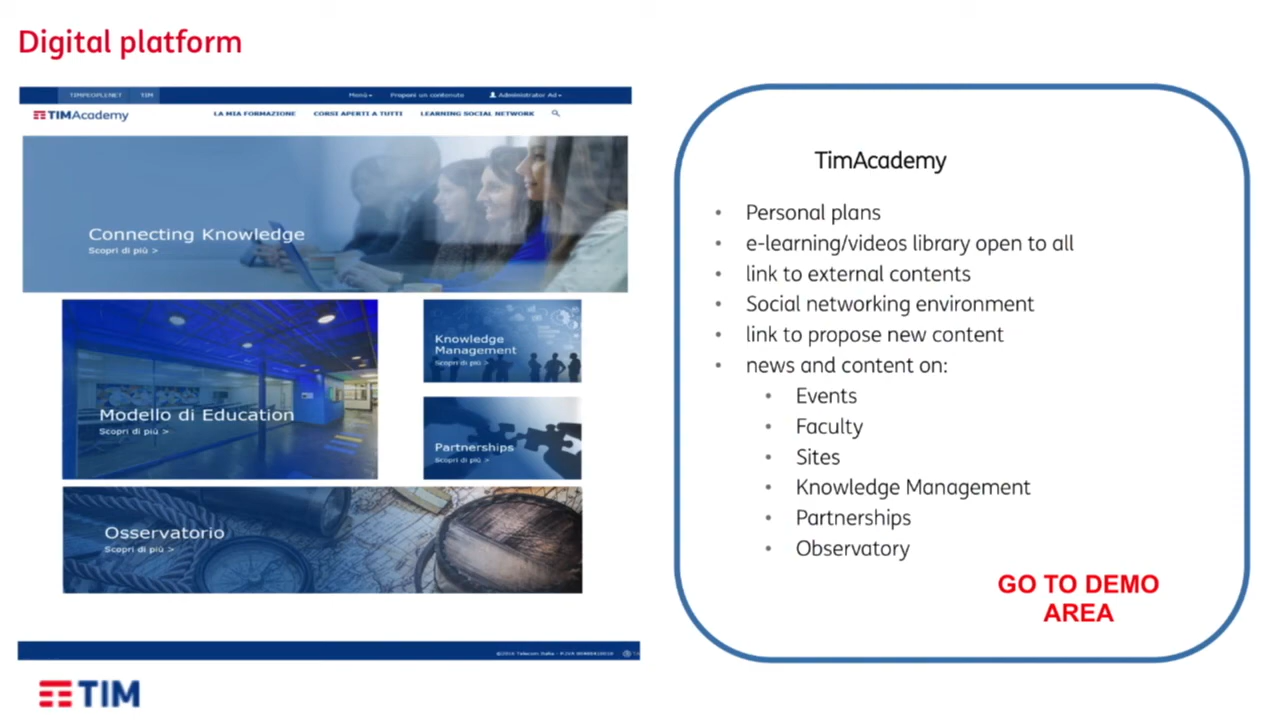 Digital platform
TIMPEOPLENET TIM Menù Proponi un contenuto Administrator Ad
TIMAcademy LA MIA FORMAZIONE CORSI APERTI A TUTTI LEARNING SOCIAL NETWORK
Connecting Knowledge
Scopri di più >
Modello di Education
Scopri di più >
Knowledge
Management
Scopri di più >
Partnerships
Scopri di più >
Osservatorio
Scopri di più >
©2016 Telecom Italia - P.IVA
TIM
TimAcademy
• Personal plans
• e-learning/videos library open to all
• link to external contents
• Social networking environment
• link to propose new content
• news and content on:
• Events
• Faculty
• Sites
• Knowledge Management
• Partnerships
• Observatory
GO TO DEMO
AREA